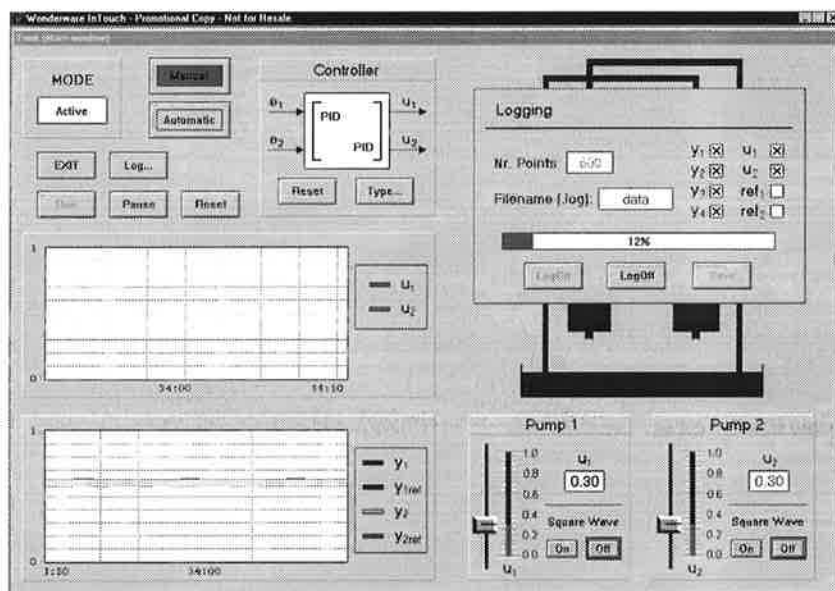 Wonderware InTouch - Promotional Copy - Not for Resale
MODE
Active
Manual
Automatic
EXIT
Log...
Pause
Reset
Controller
e1
e2
PID
PID
u1
u2
Reset
Type...
Logging
Nr. Points
600
Filename (.log):
data
y1 u1
y2 u2
y3 ref1
y4 ref2
12%
LogOn
LogOff
Save
1
0
34:00
u1
u2
1
0
34:00
y1
y1ref
y2
y2ref
Pump 1
1.0
0.8
0.6
0.4
0.2
0.0
u1
u1
0.30
Square Wave
On
Off
Pump 2
1.0
0.8
0.6
0.4
0.2
0.0
u2
u2
0.30
Square Wave
On
Off